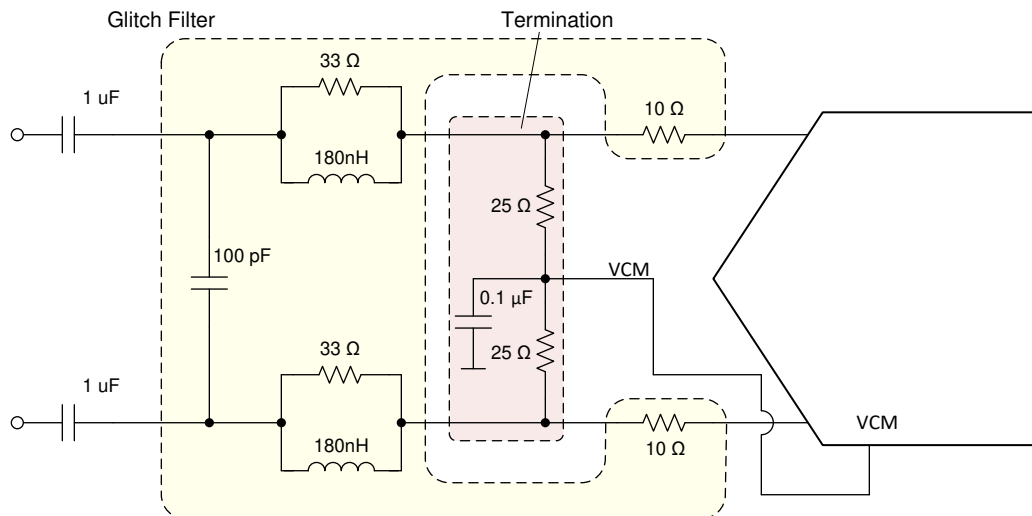 Glitch Filter
Termination
33 Ω
1 uF
10 Ω
180nH
25 Ω
100 pF
VCM
0.1 µF
33 Ω
25 Ω
1 uF
VCM
10 Ω
180nH